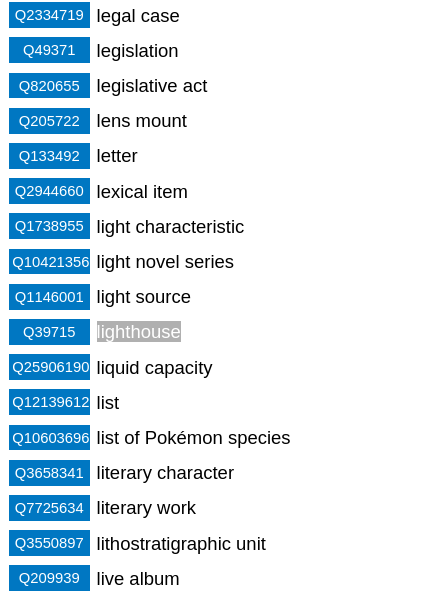 Q2334719 legal case
Q49371 legislation
Q820655 legislative act
Q205722 lens mount
Q133492 letter
Q2944660 lexical item
Q1738955 light characteristic
Q10421356 light novel series
Q1146001 light source
Q39715 lighthouse
Q25906190 liquid capacity
Q12139612 list
Q10603696 list of Pokémon species
Q3658341 literary character
Q7725634 literary work
Q3550897 lithostratigraphic unit
Q209939 live album